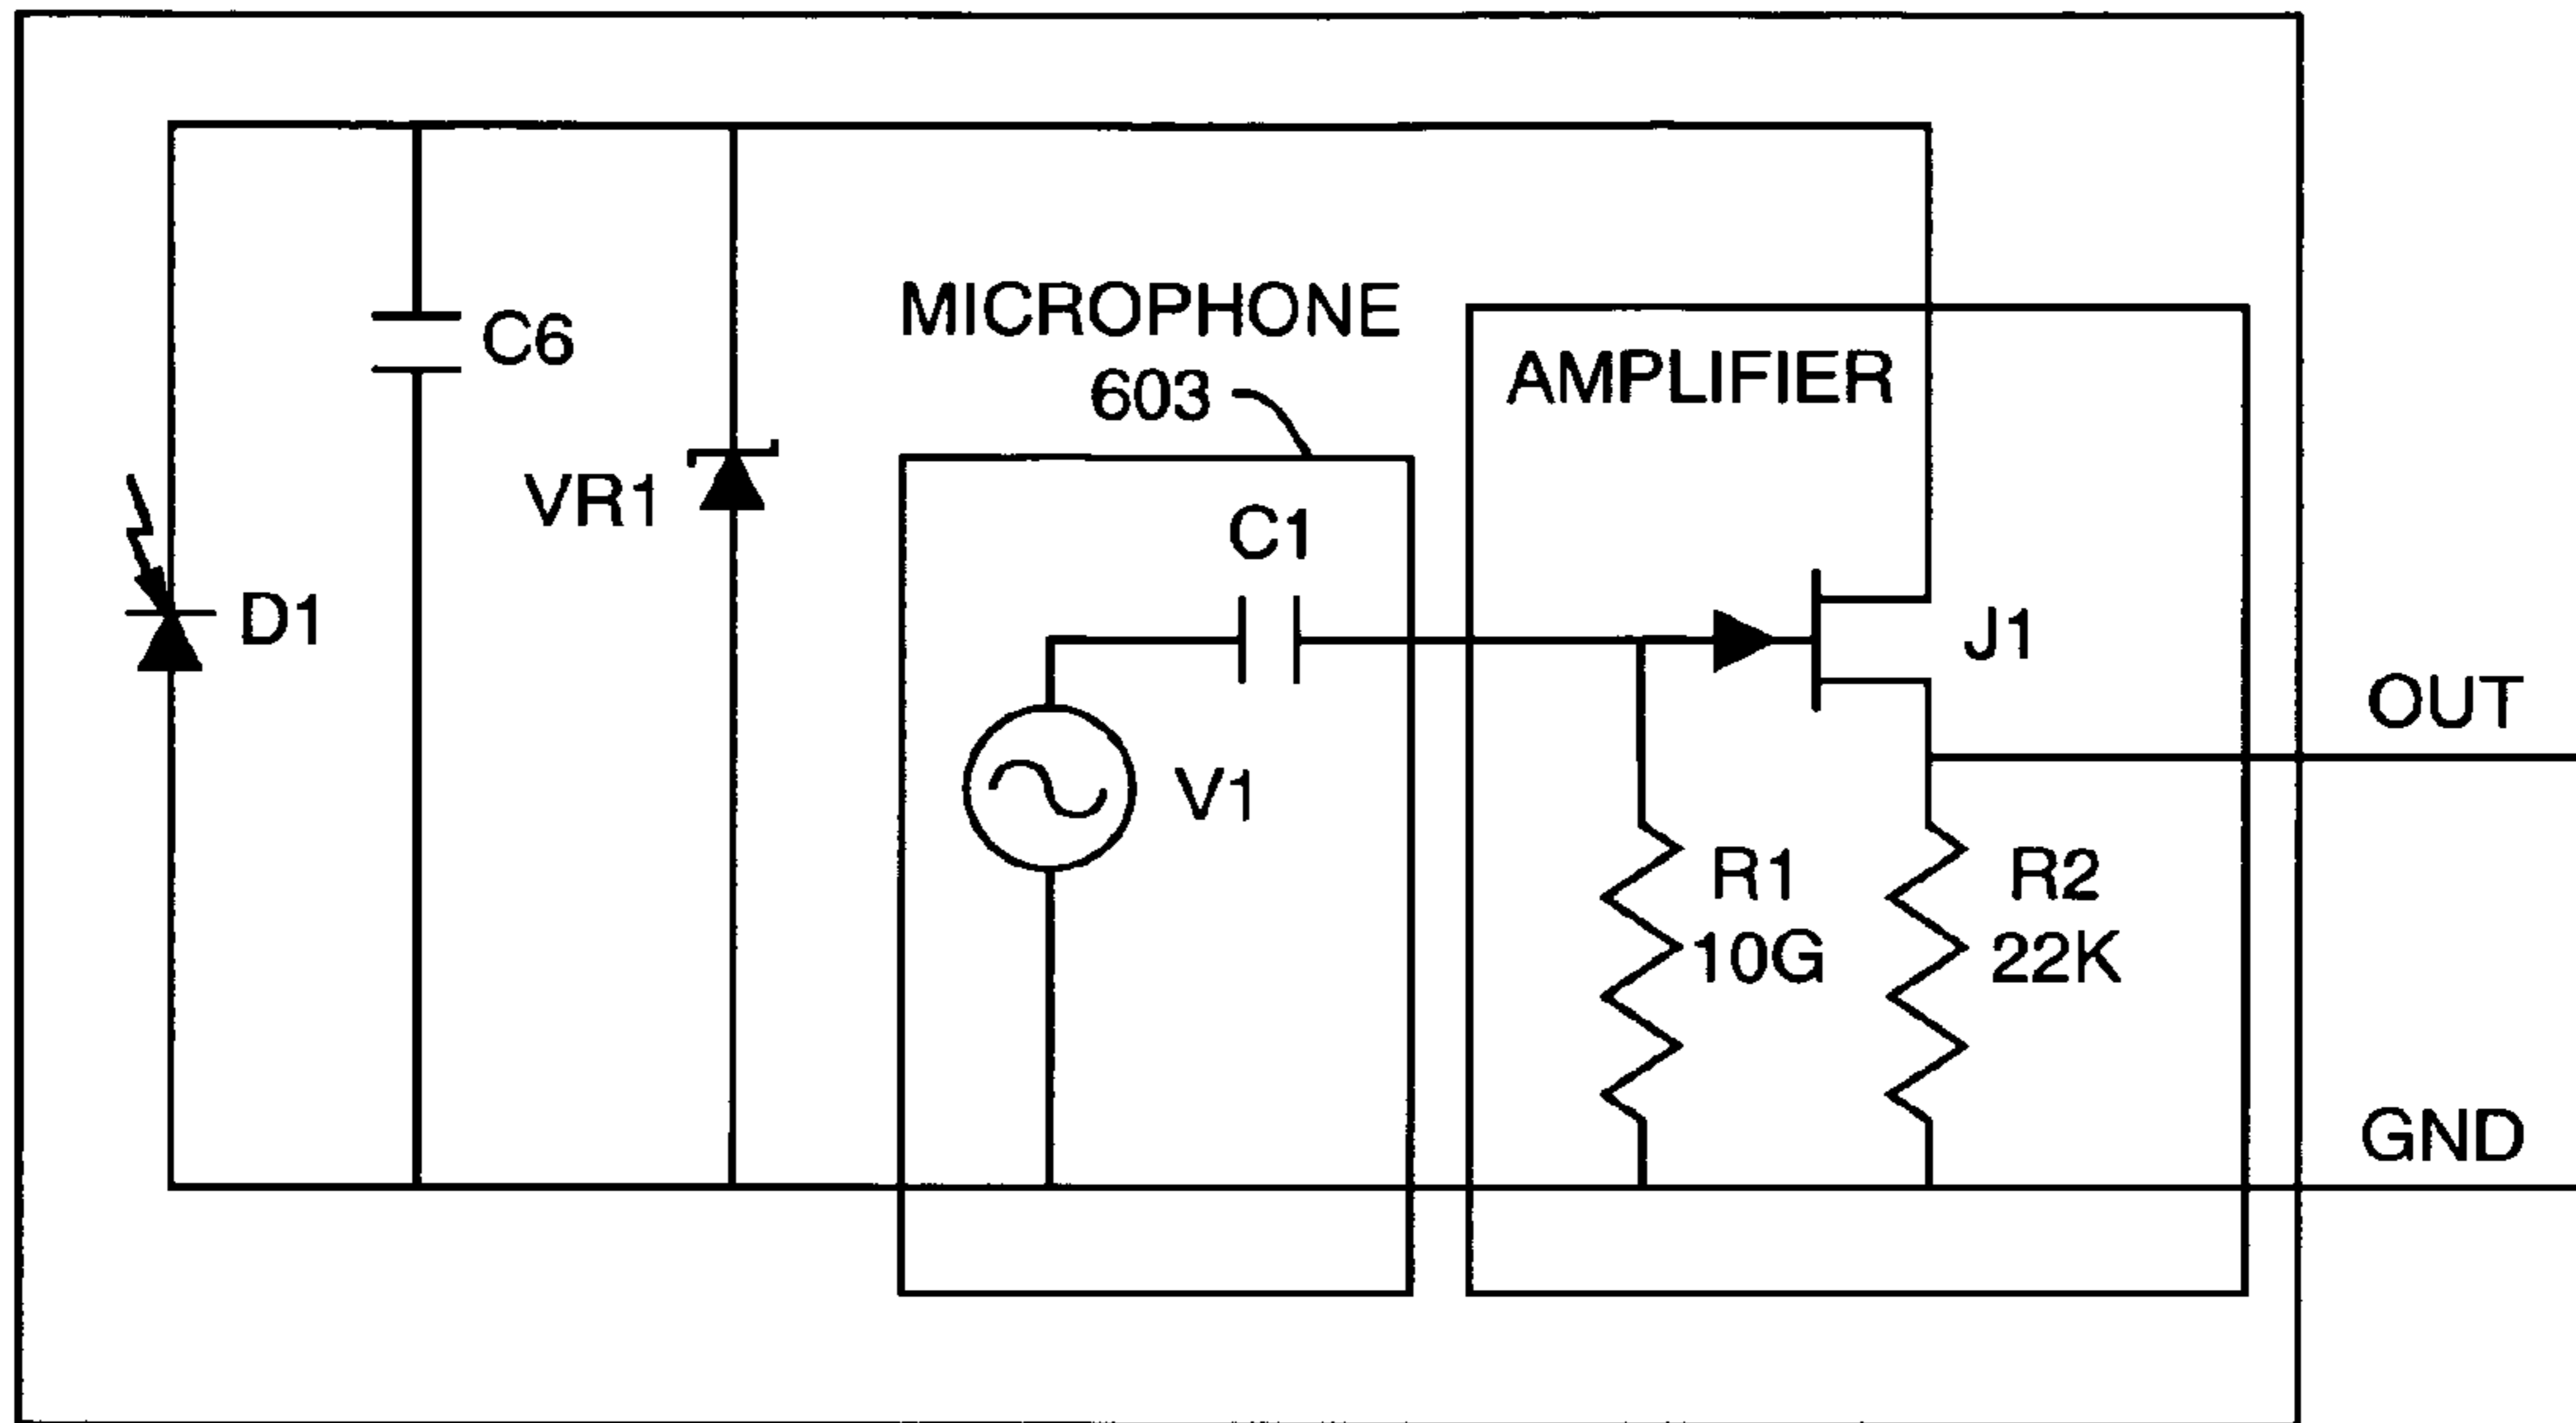 MICROPHONE
603
AMPLIFIER
C6
VR1
C1
D1
J1
V1
OUT
R1
10G
R2
22K
GND